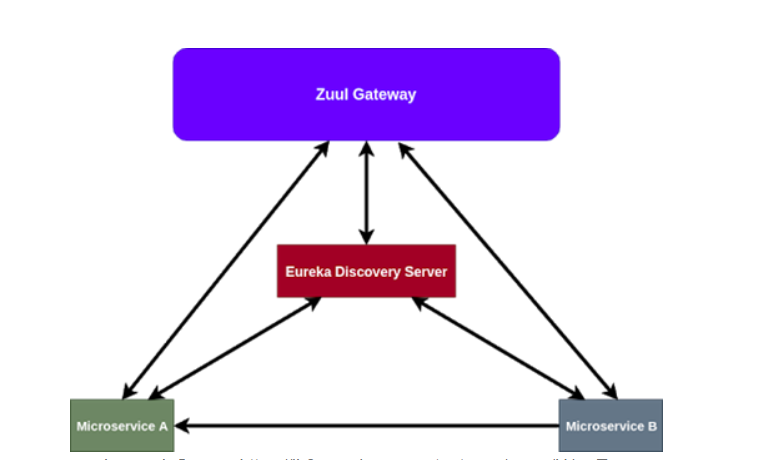 Zuul Gateway
Eureka Discovery Server
Microservice A
Microservice B